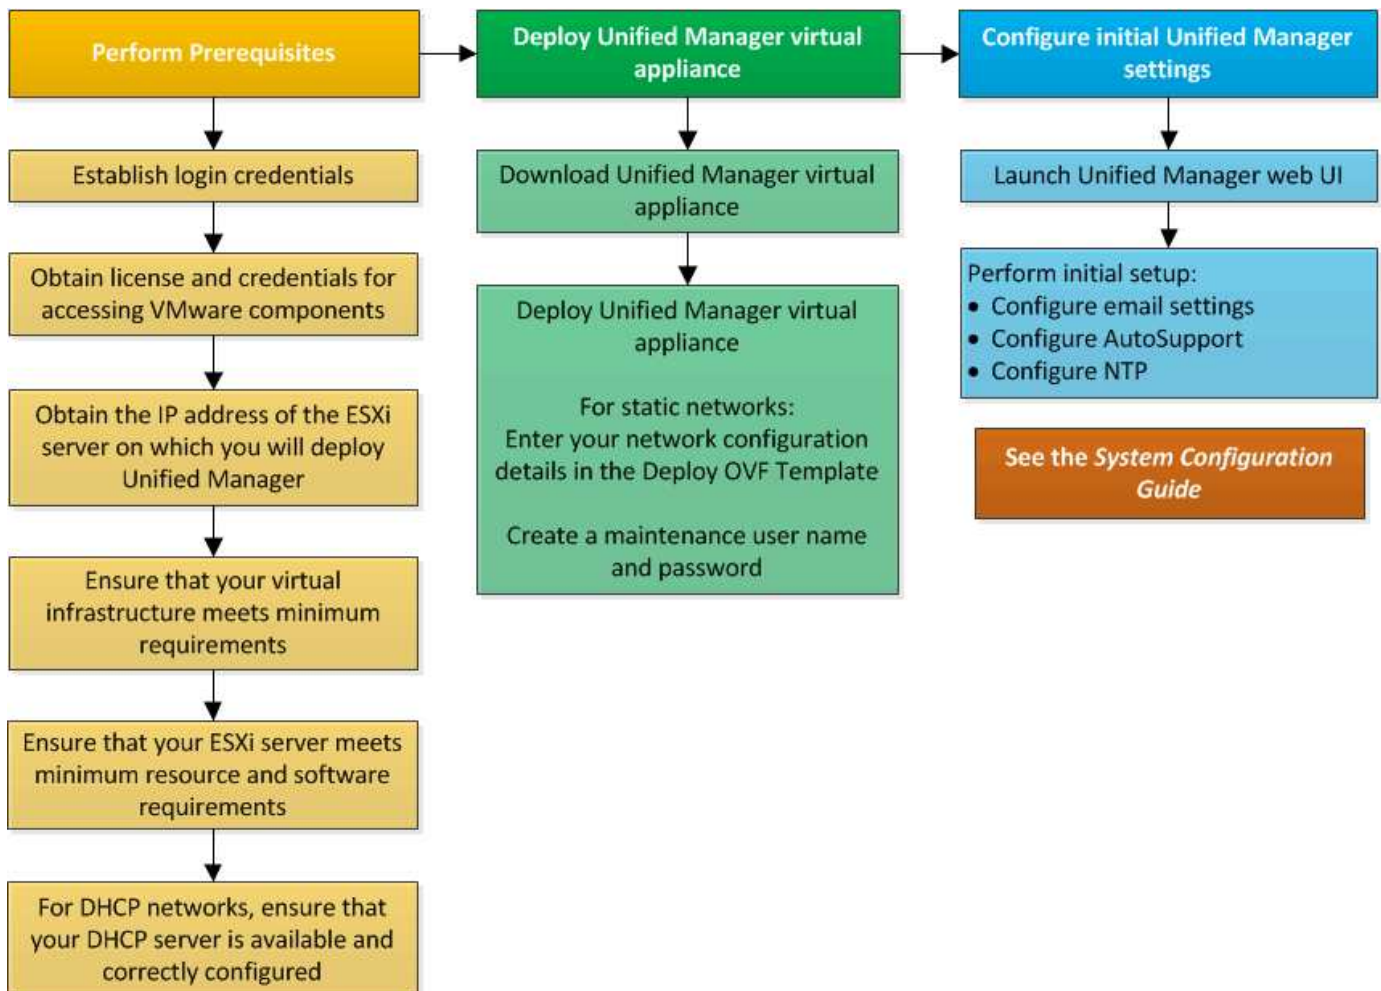 Perform Prerequisites
Establish login credentials
Obtain license and credentials for
accessing VMware components
Obtain the IP address of the ESXi
server on which you will deploy
Unified Manager
Ensure that your virtual
infrastructure meets minimum
requirements
Ensure that your ESXi server meets
minimum resource and software
requirements
For DHCP networks, ensure that
your DHCP server is available and
correctly configured
Deploy Unified Manager virtual
appliance
Download Unified Manager virtual
appliance
Deploy Unified Manager virtual
appliance
For static networks:
Enter your network configuration
details in the Deploy OVF Template
Create a maintenance user name
and password
Configure initial Unified Manager
settings
Launch Unified Manager web UI
Perform initial setup:
• Configure email settings
• Configure AutoSupport
• Configure NTP
See the System Configuration
Guide